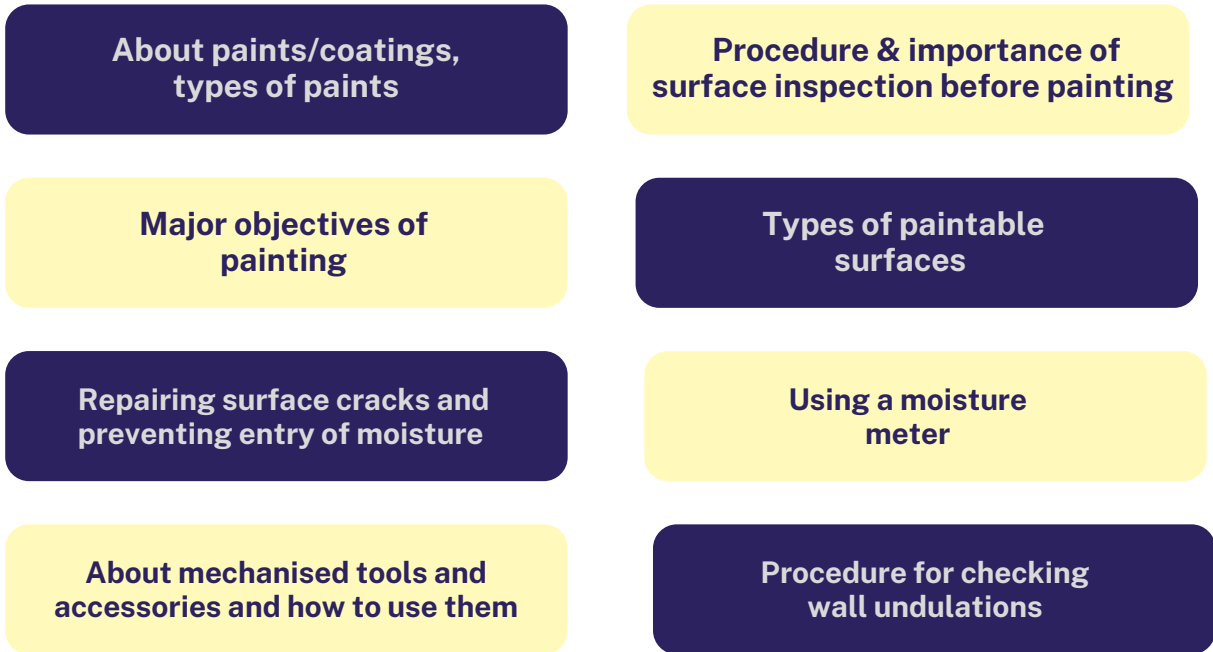 About paints/coatings,
types of paints
Procedure & importance of
surface inspection before painting
Major objectives of
painting
Types of paintable
surfaces
Repairing surface cracks and
preventing entry of moisture
Using a moisture
meter
About mechanised tools and
accessories and how to use them
Procedure for checking
wall undulations